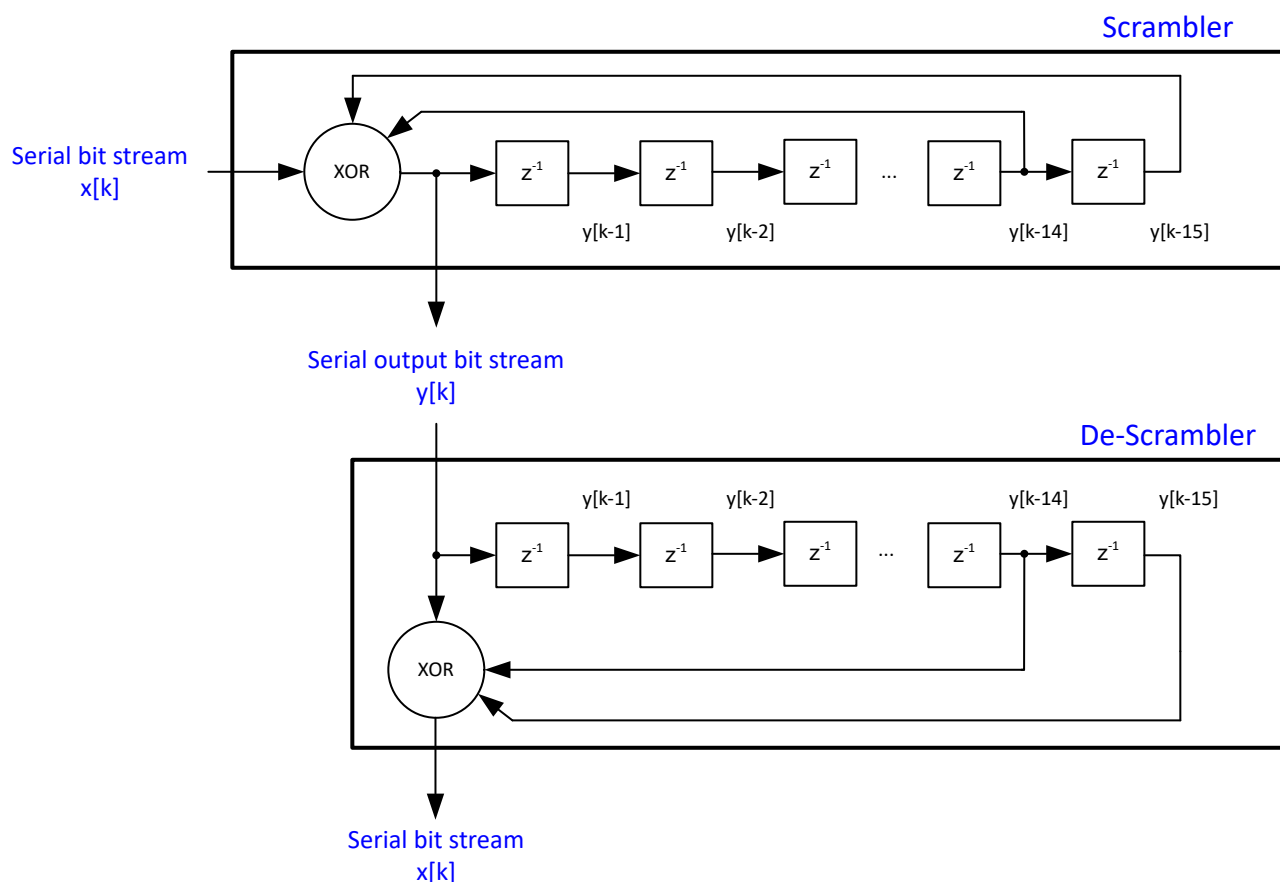 Scrambler
Serial bit stream
x[k]
XOR
z⁻¹
z⁻¹
z⁻¹
...
z⁻¹
z⁻¹
y[k-1]
y[k-2]
y[k-14]
y[k-15]
Serial output bit stream
y[k]
De-Scrambler
y[k-1]
y[k-2]
y[k-14]
y[k-15]
z⁻¹
z⁻¹
z⁻¹
...
z⁻¹
z⁻¹
XOR
Serial bit stream
x[k]